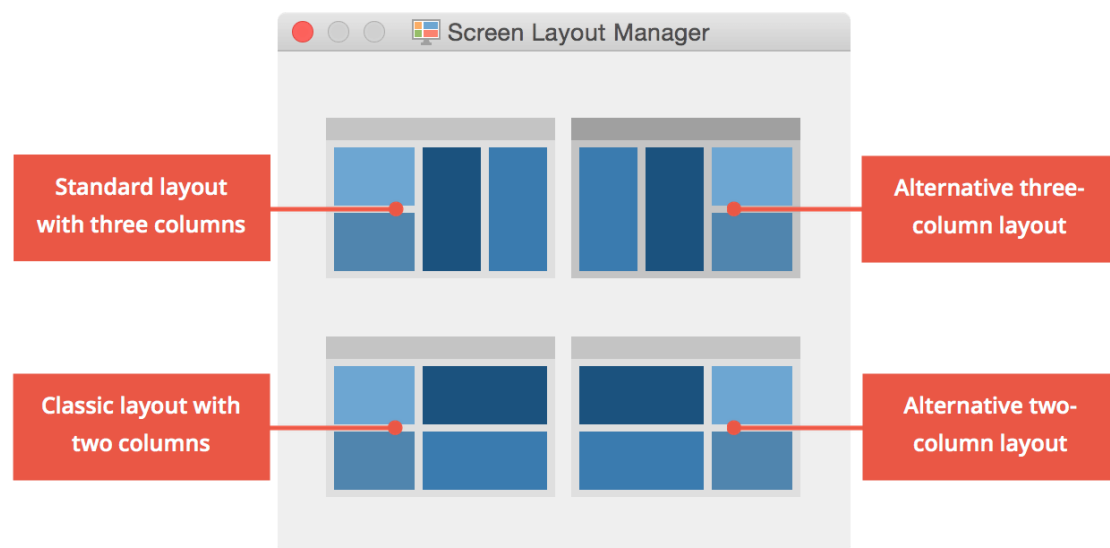 Screen Layout Manager
Standard layout
with three columns
Alternative three-
column layout
Classic layout with
two columns
Alternative two-
column layout